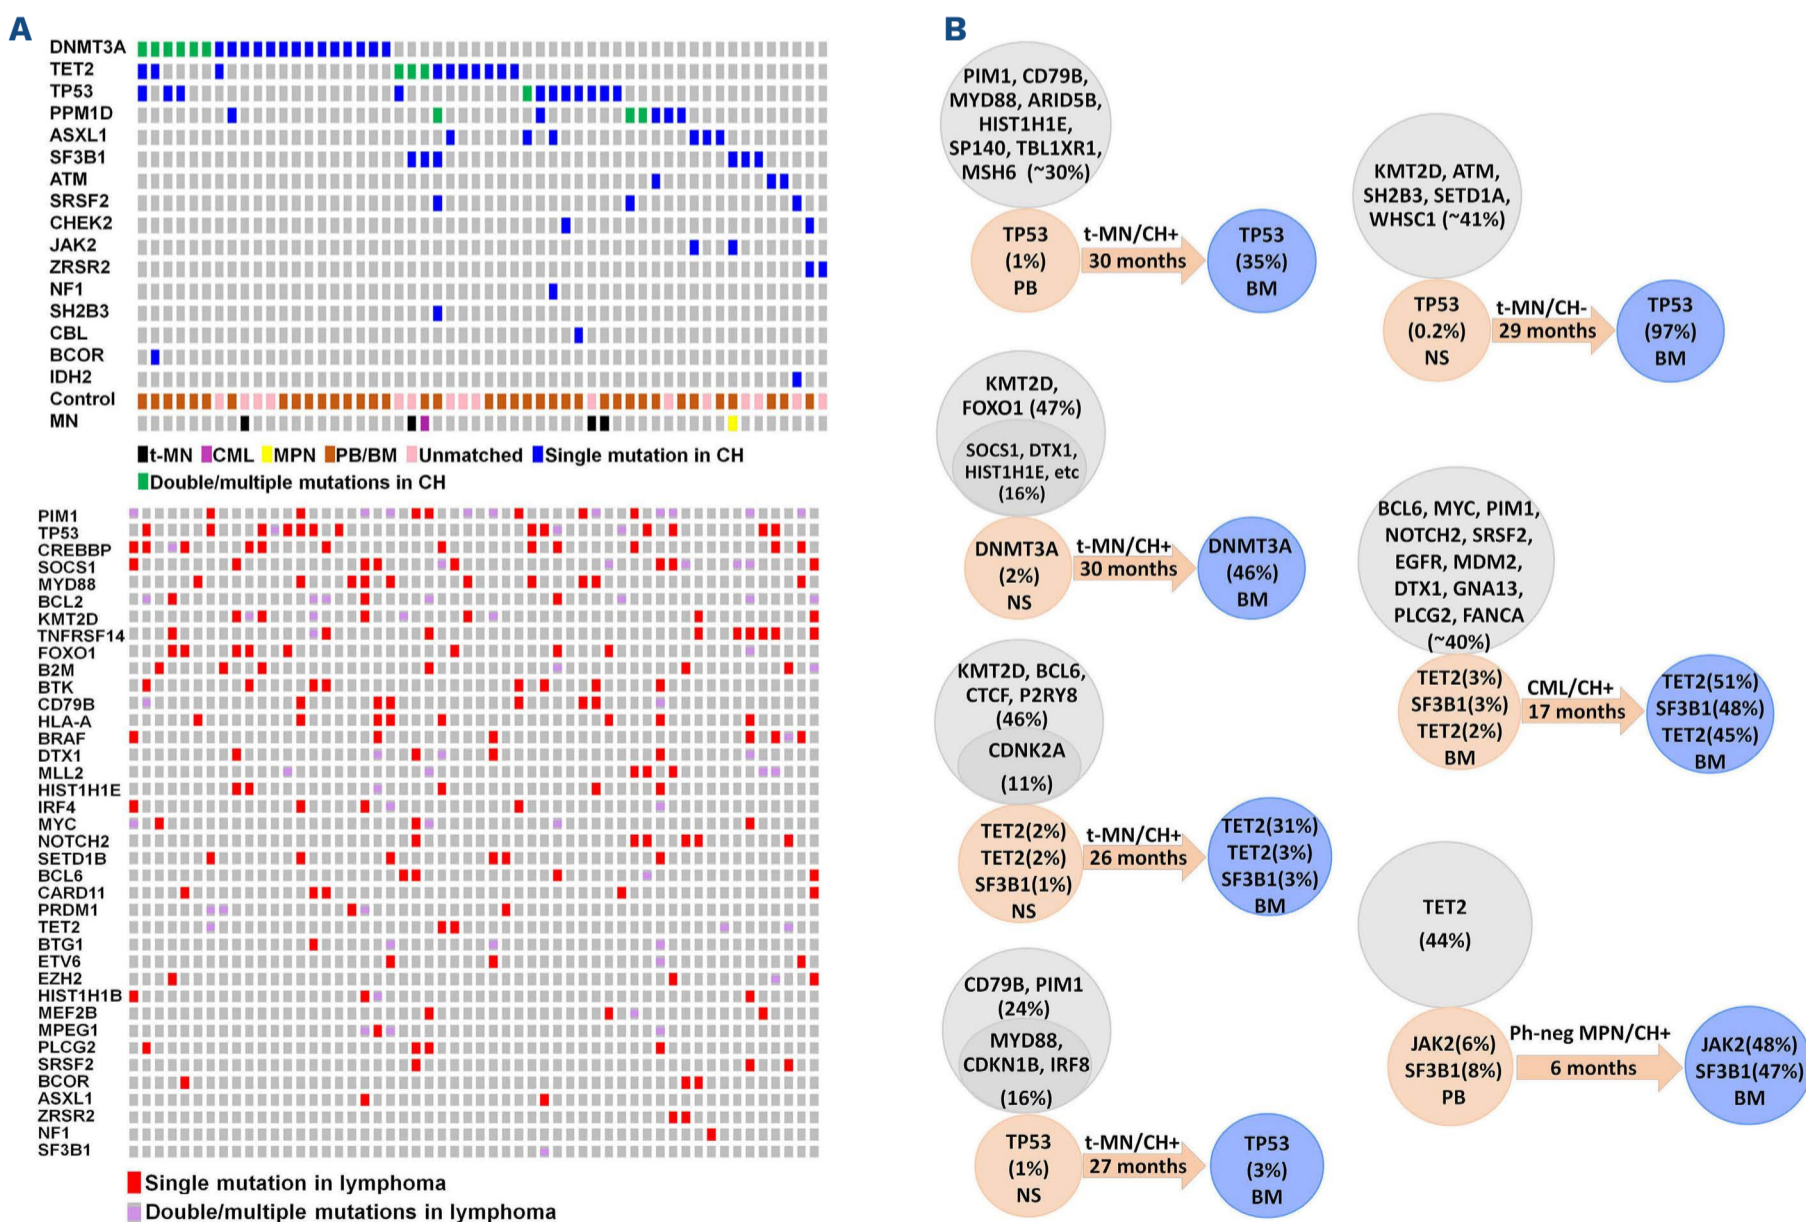 A
DNMT3A
TET2
TP53
PPM1D
ASXL1
SF3B1
ATM
SRSF2
CHEK2
JAK2
ZRSR2
NF1
SH2B3
CBL
BCOR
IDH2
Control
MN
t-MN CML MPN PB/BM Unmatched Single mutation in CH
Double/multiple mutations in CH
PIM1
TP53
CREBBP
SOCS1
MYD88
BCL2
KMT2D
TNFRSF14
FOXO1
B2M
BTK
CD79B
HLA-A
BRAF
DTX1
MLL2
HIST1H1E
IRF4
MYC
NOTCH2
SETD1B
BCL6
CARD11
PRDM1
TET2
BTG1
ETV6
EZH2
HIST1H1B
MEF2B
MPEG1
PLCG2
SRSF2
BCOR
ASXL1
ZRSR2
NF1
SF3B1
Single mutation in lymphoma
Double/multiple mutations in lymphoma
B
PIM1, CD79B,
MYD88, ARID5B,
HIST1H1E,
SP140, TBL1XR1,
MSH6 (~30%)
TP53
(1%)
PB
t-MN/CH+
30 months
TP53
(35%)
BM
KMT2D,
FOXO1 (47%)
SOCS1, DTX1,
HIST1H1E, etc
(16%)
DNMT3A
(2%)
NS
t-MN/CH+
30 months
DNMT3A
(46%)
BM
KMT2D, BCL6,
CTCF, P2RY8
(46%)
CDNK2A
(11%)
TET2(2%)
TET2(2%)
SF3B1(1%)
NS
t-MN/CH+
26 months
TET2(31%)
TET2(3%)
SF3B1(3%)
BM
CD79B, PIM1
(24%)
MYD88,
CDKN1B, IRF8
(16%)
TP53
(1%)
NS
t-MN/CH+
27 months
TP53
(3%)
BM
KMT2D, ATM,
SH2B3, SETD1A,
WHSC1 (~41%)
TP53
(0.2%)
NS
t-MN/CH-
29 months
TP53
(97%)
BM
BCL6, MYC, PIM1,
NOTCH2, SRSF2,
EGFR, MDM2,
DTX1, GNA13,
PLCG2, FANCA
(~40%)
TET2(3%)
SF3B1(3%)
TET2(2%)
BM
CML/CH+
17 months
TET2(51%)
SF3B1(48%)
TET2(45%)
BM
TET2
(44%)
JAK2(6%)
SF3B1(8%)
PB
Ph-neg MPN/CH+
6 months
JAK2(48%)
SF3B1(47%)
BM